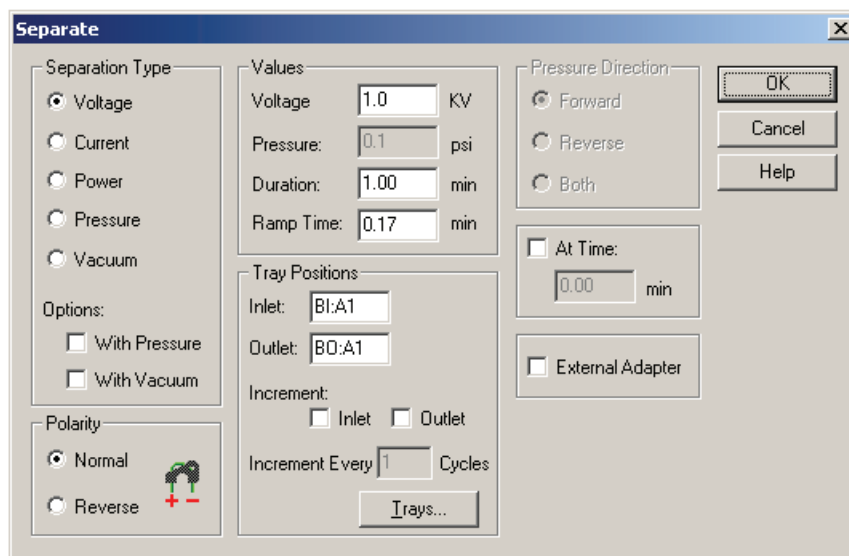 Separate
Separation Type
Voltage
Current
Power
Pressure
Vacuum
Options:
With Pressure
With Vacuum
Polarity
Normal
Reverse
+ -
Values
Voltage 1.0 KV
Pressure: 0.1 psi
Duration: 1.00 min
Ramp Time: 0.17 min
Tray Positions
Inlet: BI:A1
Outlet: BO:A1
Increment:
Inlet Outlet
Increment Every 1 Cycles
Trays...
Pressure Direction
Forward
Reverse
Both
At Time:
0.00 min
External Adapter
OK
Cancel
Help